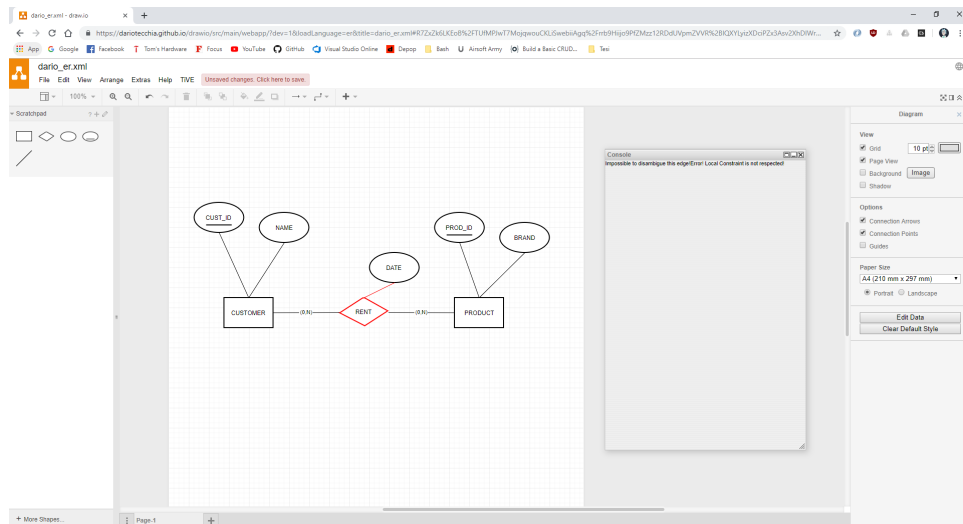 dario_er.xml - draw.io
https://dariotecchia.github.io/drawio/src/main/webapp/?dev=1&loadLanguage=er&title=dario_er.xml
App Google Facebook Tom's Hardware Focus YouTube GitHub Visual Studio Online Depop Bash Airsoft Army Build a Basic CRUD... Tesi
dario_er.xml
File Edit View Arrange Extras Help TiVE Unsaved changes. Click here to save.
100%
Scratchpad
Diagram
View
Grid 10 pt
Page View
Background Image
Shadow
Options
Connection Arrows
Connection Points
Guides
Paper Size
A4 (210 mm x 297 mm)
Portrait Landscape
Edit Data
Clear Default Style
Console
Impossible to disambigue this edge!Error! Local Constraint is not respected!
CUST_ID
NAME
PROD_ID
BRAND
DATE
CUSTOMER
(0,N)
RENT
(0,N)
PRODUCT
+ More Shapes...
Page-1